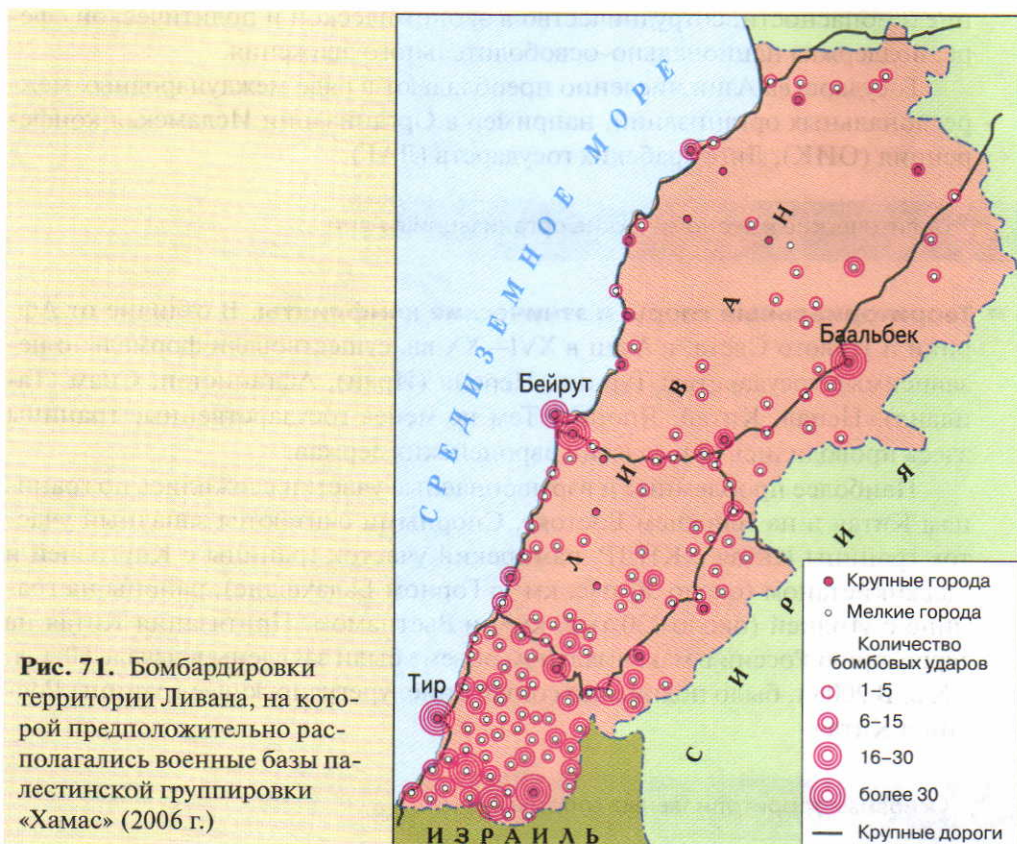 СРЕДИЗЕМНОЕ МОРЕ
ЛИВАН
Баальбек
Бейрут
СИРИЯ
Тир
ИЗРАИЛЬ
Рис. 71. Бомбардировки
территории Ливана, на кото-
рой предположительно рас-
полагались военные базы па-
лестинской группировки
«Хамас» (2006 г.)
Крупные города
Мелкие города
Количество
бомбовых ударов
1–5
6–15
16–30
более 30
Крупные дороги